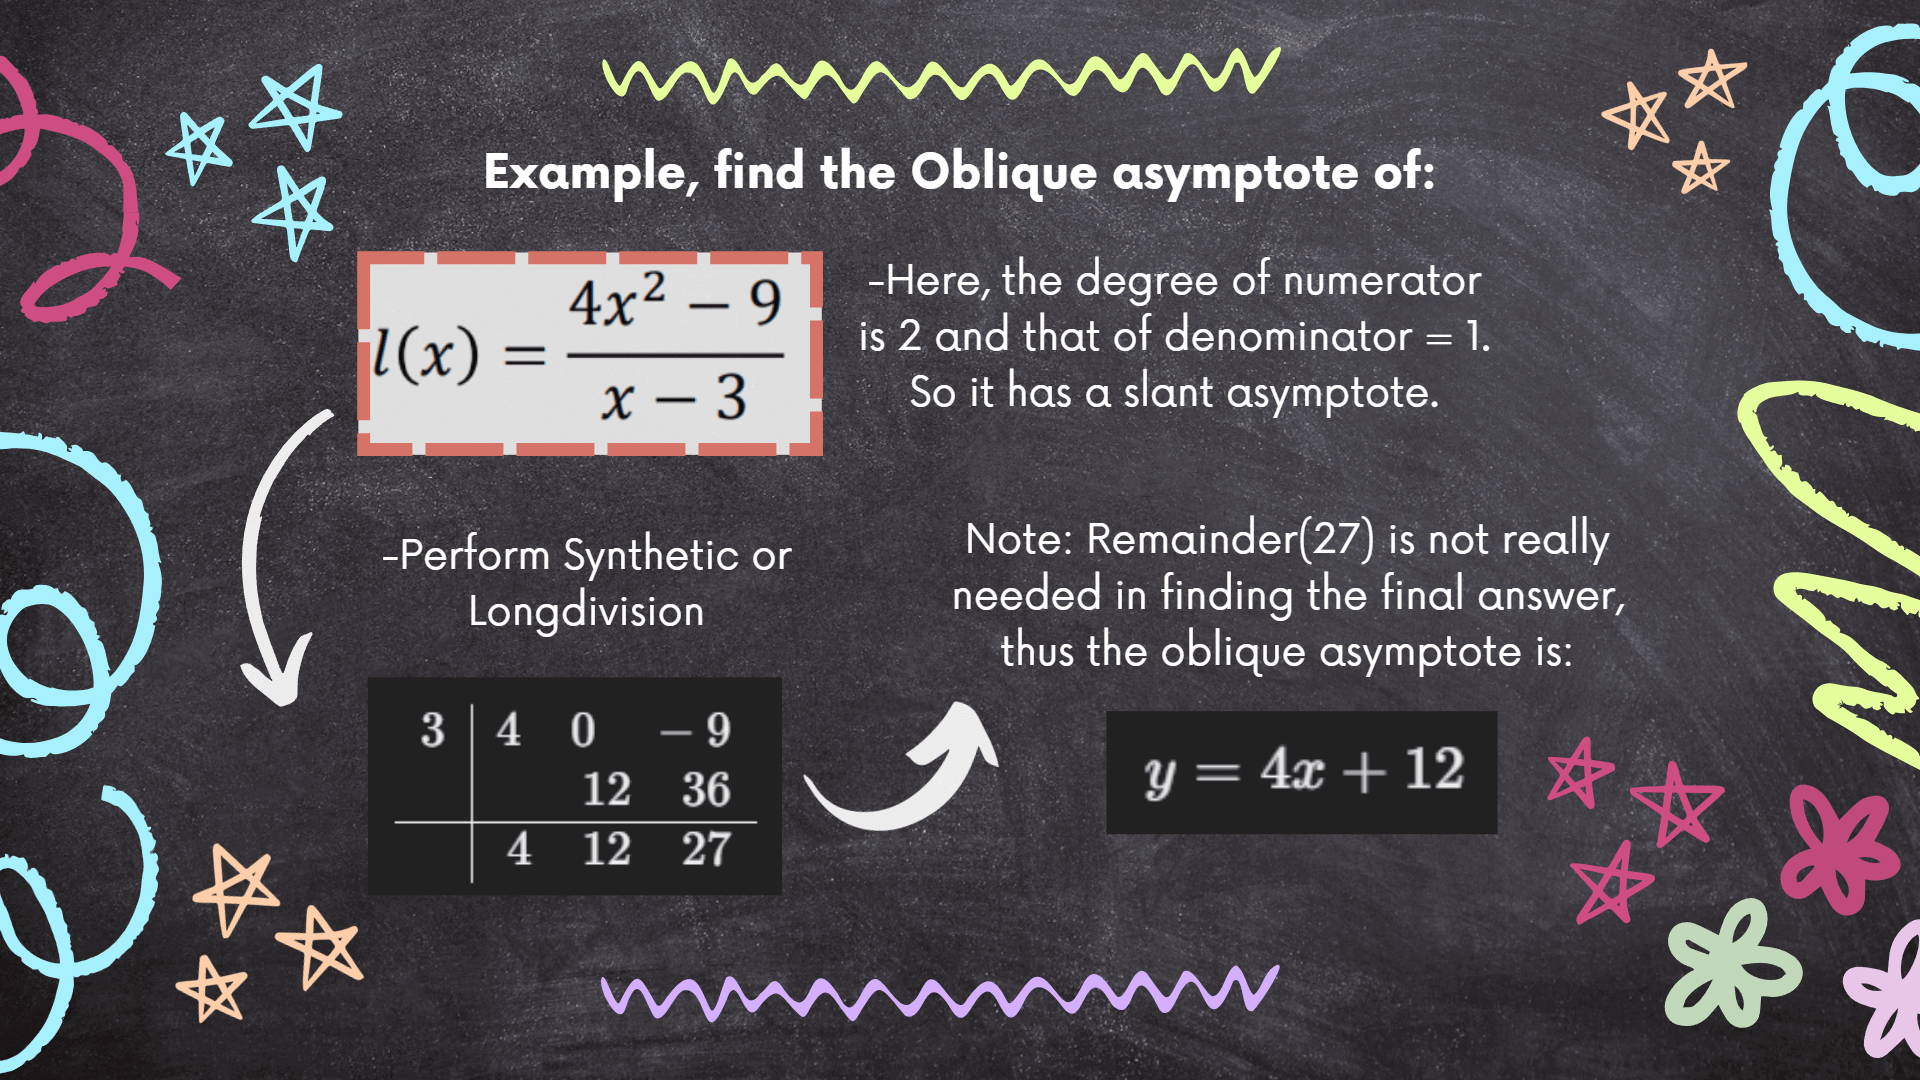 Example, find the Oblique asymptote of:
l(x) = \frac{4x^2 - 9}{x - 3}
-Here, the degree of numerator
is 2 and that of denominator = 1.
So it has a slant asymptote.
-Perform Synthetic or
Longdivision
3 | 4 0 - 9
12 36
4 12 27
Note: Remainder(27) is not really
needed in finding the final answer,
thus the oblique asymptote is:
y = 4x + 12